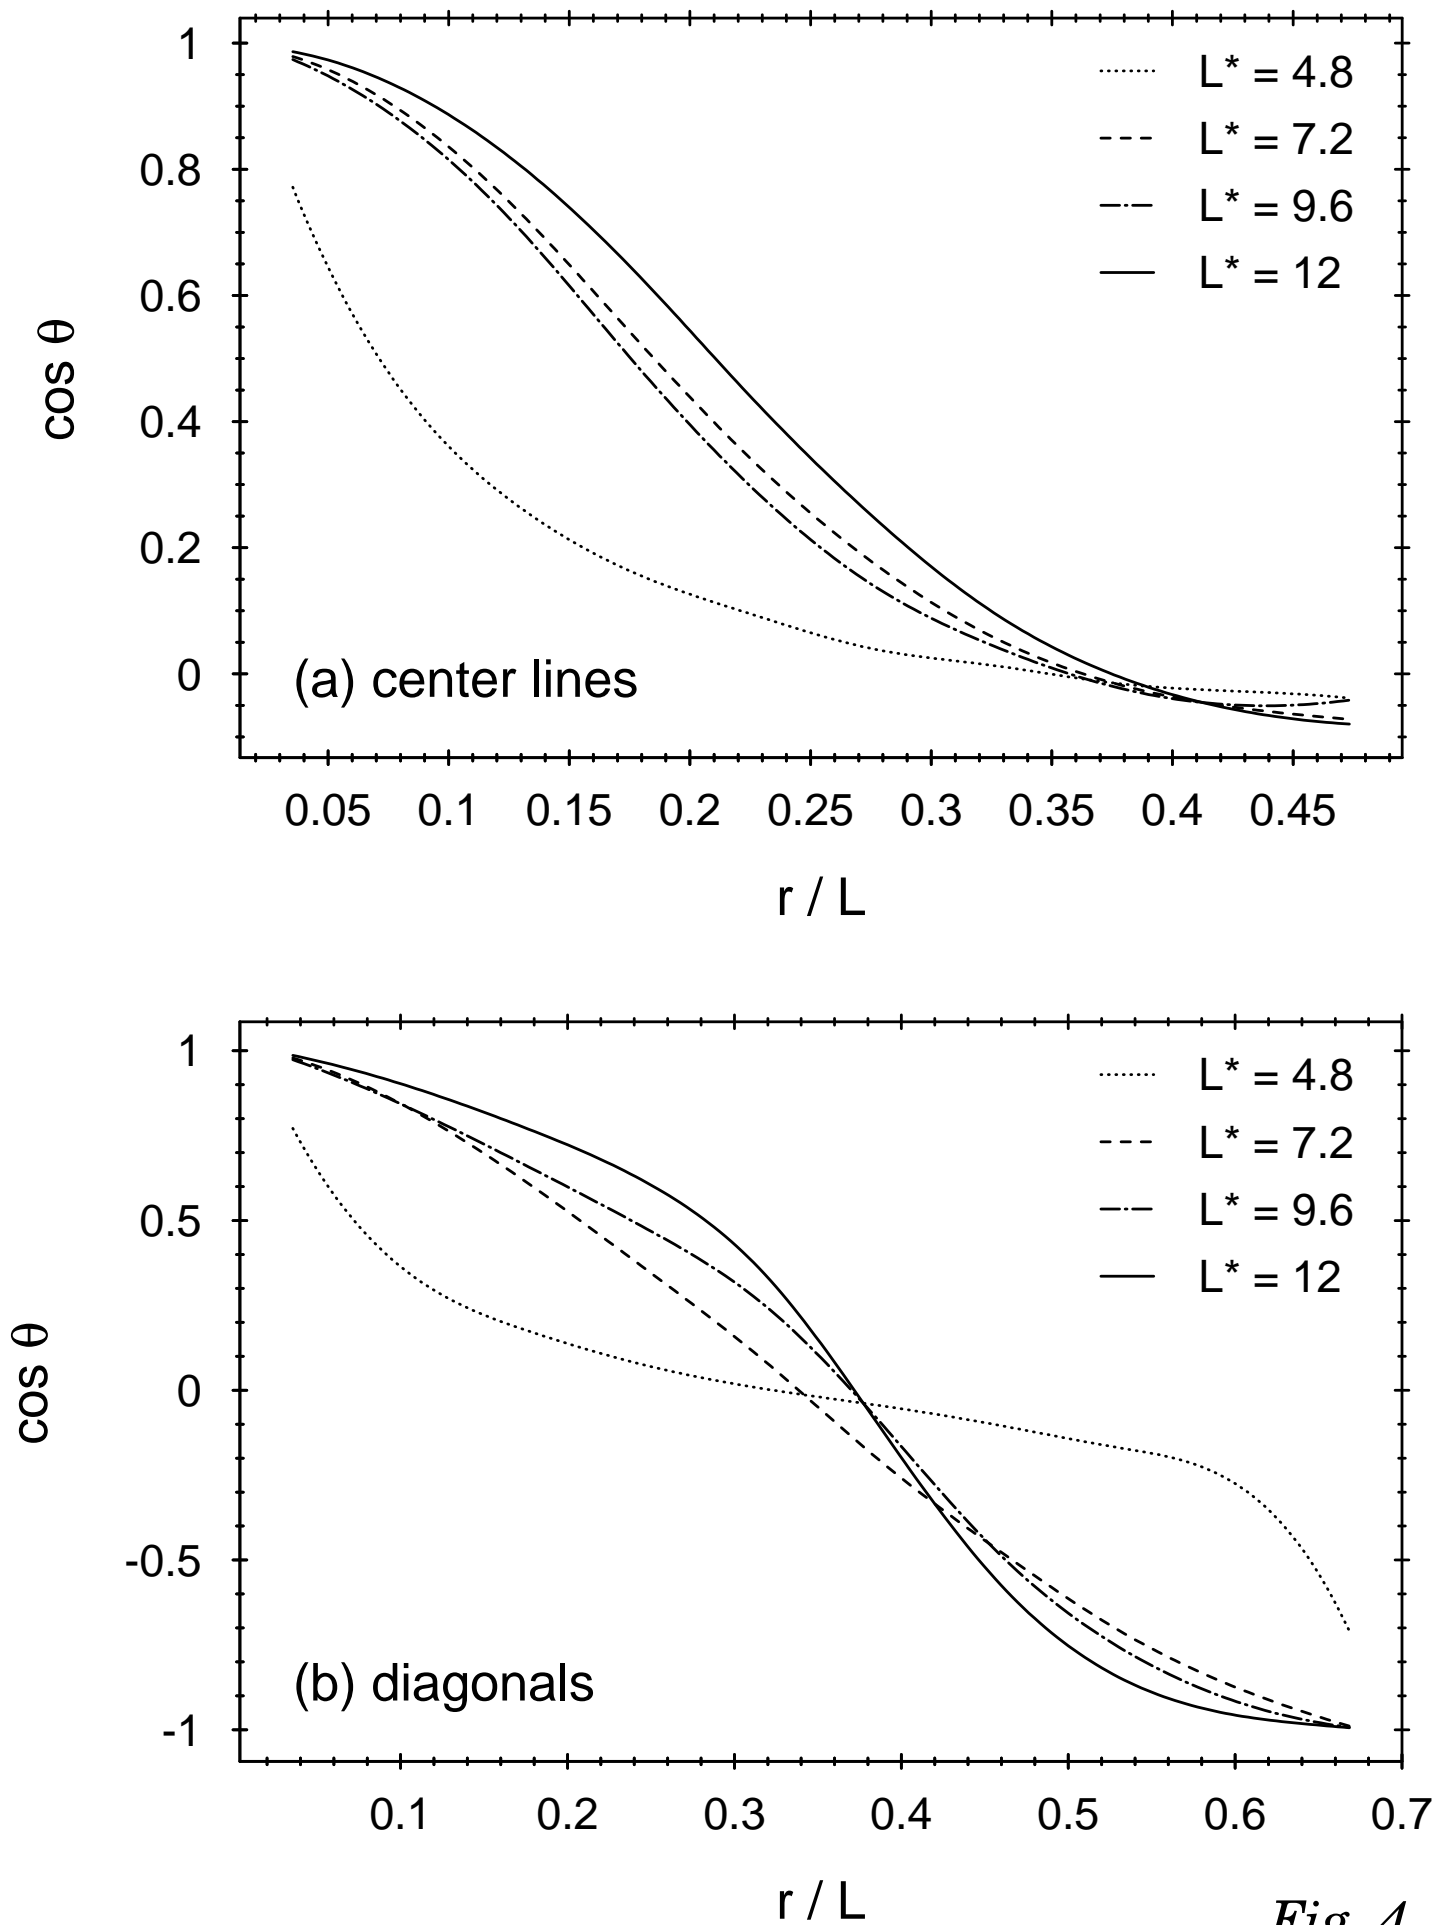 1
0.8
0.6
0.4
0.2
0
cos θ
L* = 4.8
L* = 7.2
L* = 9.6
L* = 12
(a) center lines
0.05 0.1 0.15 0.2 0.25 0.3 0.35 0.4 0.45
r / L
1
0.5
0
-0.5
-1
cos θ
L* = 4.8
L* = 7.2
L* = 9.6
L* = 12
(b) diagonals
0.1 0.2 0.3 0.4 0.5 0.6 0.7
r / L
Fig. 4